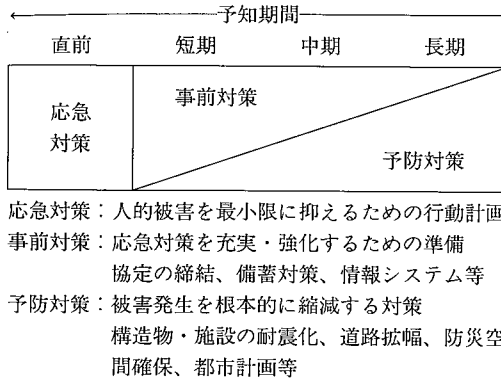 予知期間
直前 短期 中期 長期
事前対策
応急
対策
予防対策
応急対策：人的被害を最小限に抑えるための行動計画
事前対策：応急対策を充実・強化するための準備
協定の締結、備蓄対策、情報システム等
予防対策：被害発生を根本的に縮減する対策
構造物・施設の耐震化、道路拡幅、防災空
間確保、都市計画等